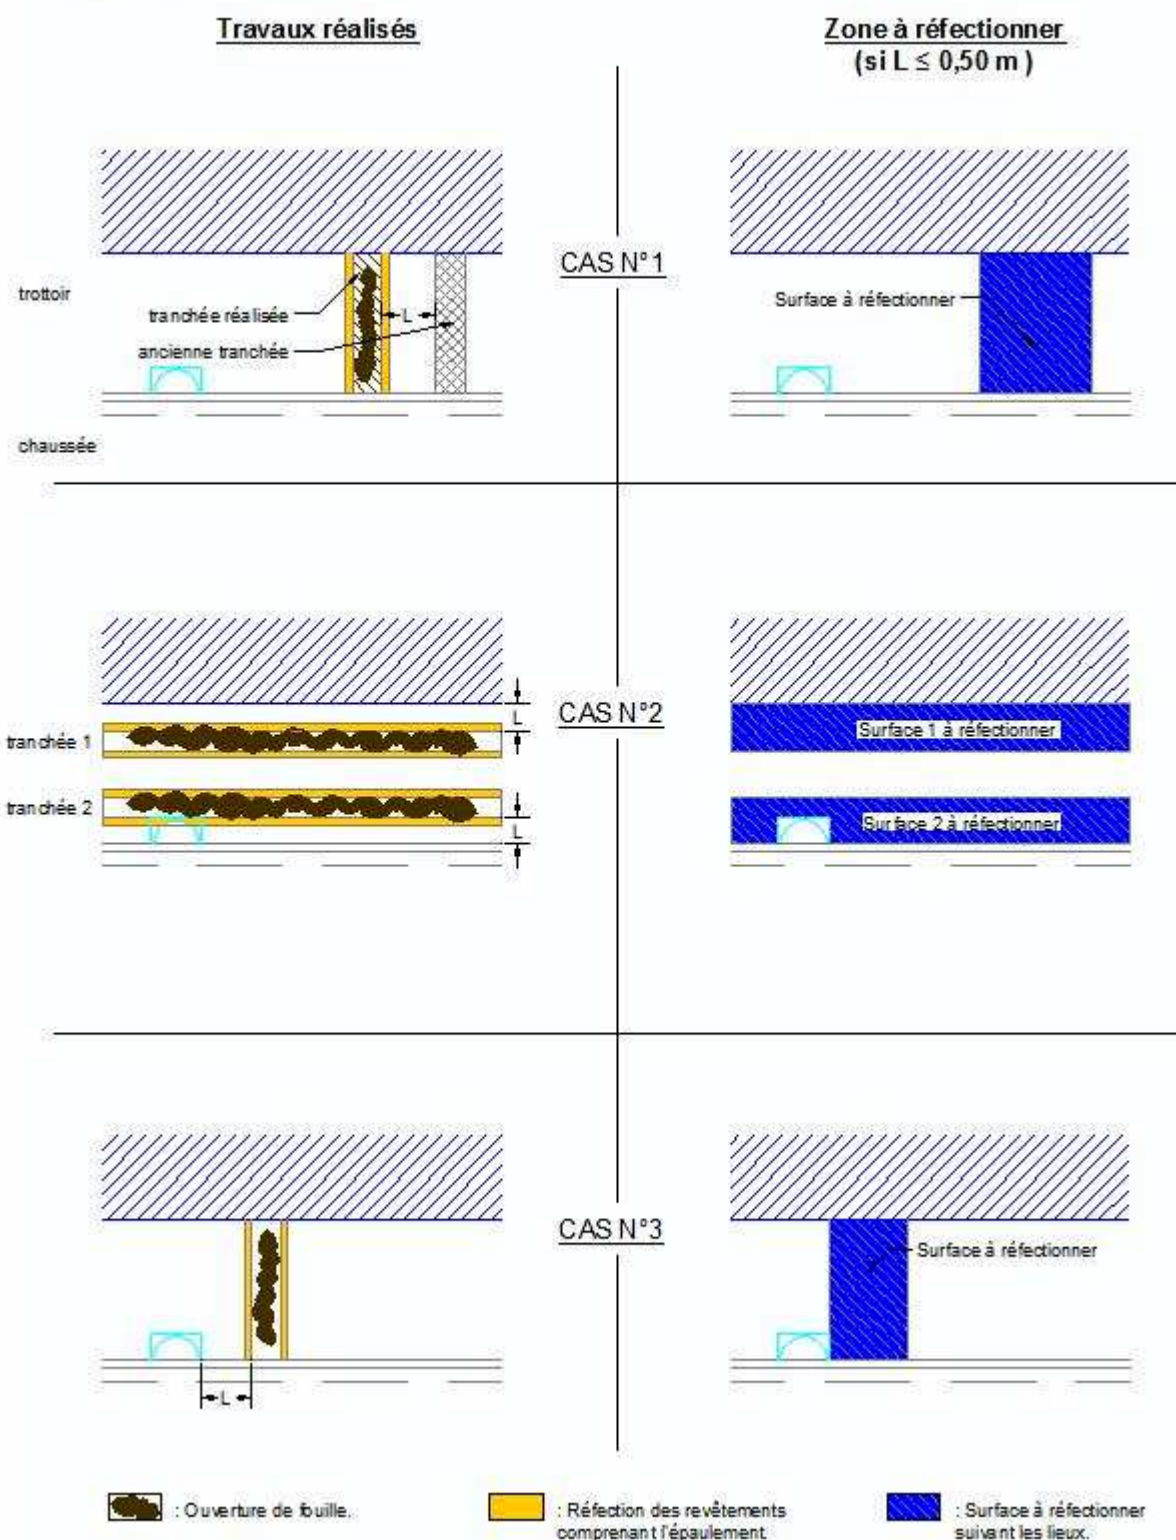 Travaux réalisés
Zone à réfectionner
(si L ≤ 0,50 m )
CAS N°1
trottoir
tranchée réalisée
L
ancienne tranchée
Surface à réfectionner
chaussée
CAS N°2
L
tranchée 1
Surface 1 à réfectionner
tranchée 2
L
Surface 2 à réfectionner
CAS N°3
Surface à réfectionner
L
: Ouverture de fouille.
: Réfection des revêtements
comprenant l'épaulement.
: Surface à réfectionner
suivant les lieux.